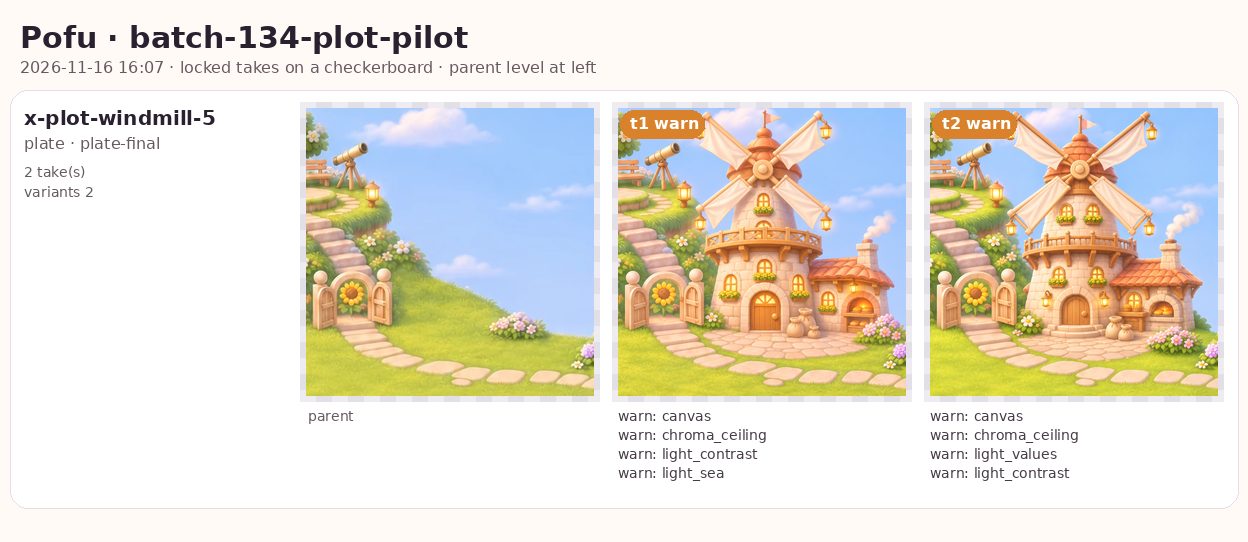 Pofu · batch-134-plot-pilot
2026-11-16 16:07 · locked takes on a checkerboard · parent level at left
x-plot-windmill-5
plate · plate-final
2 take(s)
variants 2
parent
t1 warn
warn: canvas
warn: chroma_ceiling
warn: light_contrast
warn: light_sea
t2 warn
warn: canvas
warn: chroma_ceiling
warn: light_values
warn: light_contrast